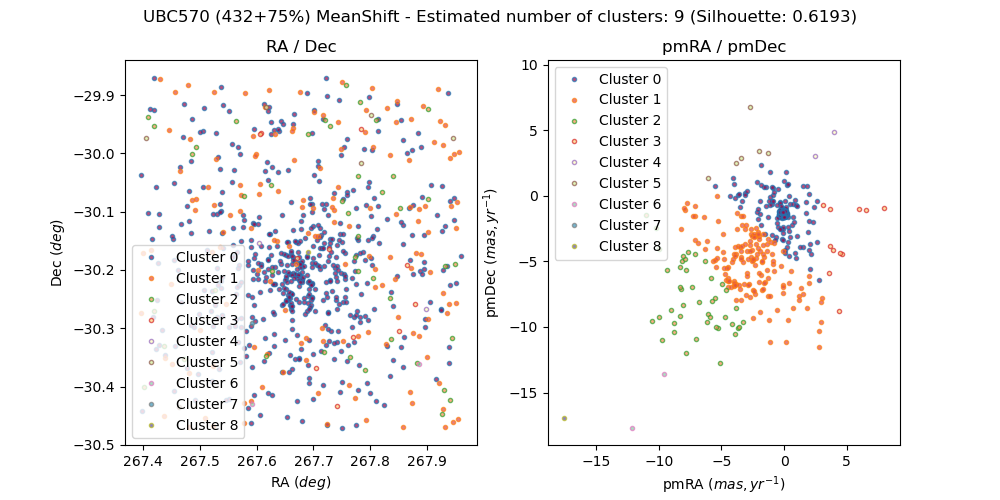 UBC570 (432+75%) MeanShift - Estimated number of clusters: 9 (Silhouette: 0.6193)
RA / Dec
Dec (deg)
−29.9
−30.0
−30.1
−30.2
−30.3
−30.4
−30.5
Cluster 0
Cluster 1
Cluster 2
Cluster 3
Cluster 4
Cluster 5
Cluster 6
Cluster 7
Cluster 8
267.4 267.5 267.6 267.7 267.8 267.9
RA (deg)
pmRA / pmDec
pmDec (mas, yr⁻¹)
10
5
0
−5
−10
−15
Cluster 0
Cluster 1
Cluster 2
Cluster 3
Cluster 4
Cluster 5
Cluster 6
Cluster 7
Cluster 8
−15 −10 −5 0 5
pmRA (mas, yr⁻¹)